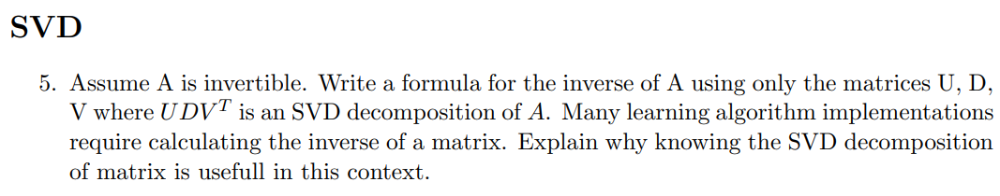 SVD
5. Assume A is invertible. Write a formula for the inverse of A using only the matrices U, D,
V where UDV^T is an SVD decomposition of A. Many learning algorithm implementations
require calculating the inverse of a matrix. Explain why knowing the SVD decomposition
of matrix is usefull in this context.